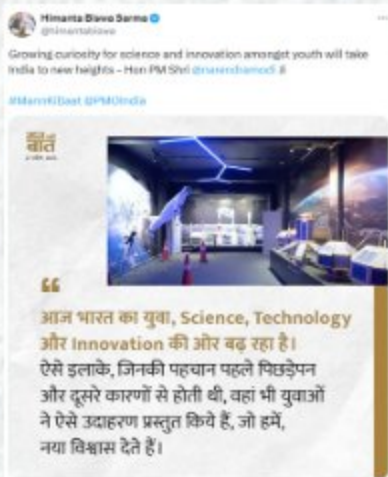 Himanta Biswa Sarma
@himantabiswa
Growing curiosity for science and innovation amongst youth will take
India to new heights – Hon PM Shri @narendramodi Ji
#MannKiBaat @PMOIndia
मन की
बात
“
आज भारत का युवा, Science, Technology
और Innovation की ओर बढ़ रहा है।
ऐसे इलाके, जिनकी पहचान पहले पिछड़ेपन
और दूसरे कारणों से होती थी, वहां भी युवाओं
ने ऐसे उदाहरण प्रस्तुत किये हैं, जो हमें,
नया विश्वास देते हैं।